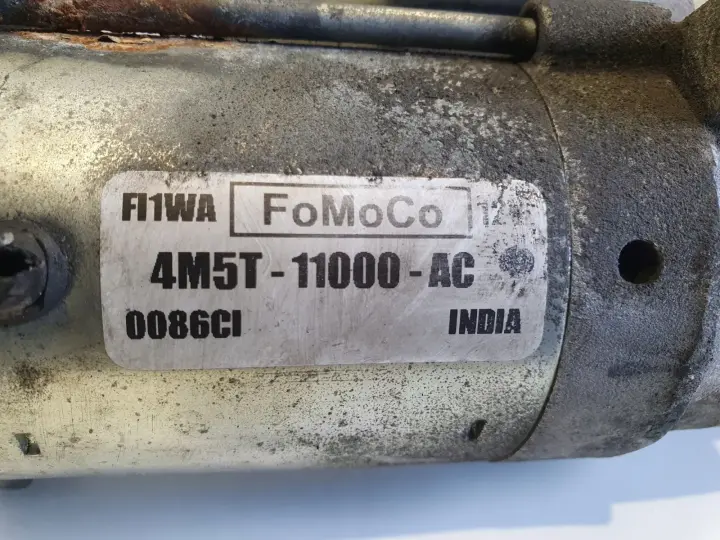 FI1WA FoMoCo
4M5T-11000-AC
0086CI INDIA